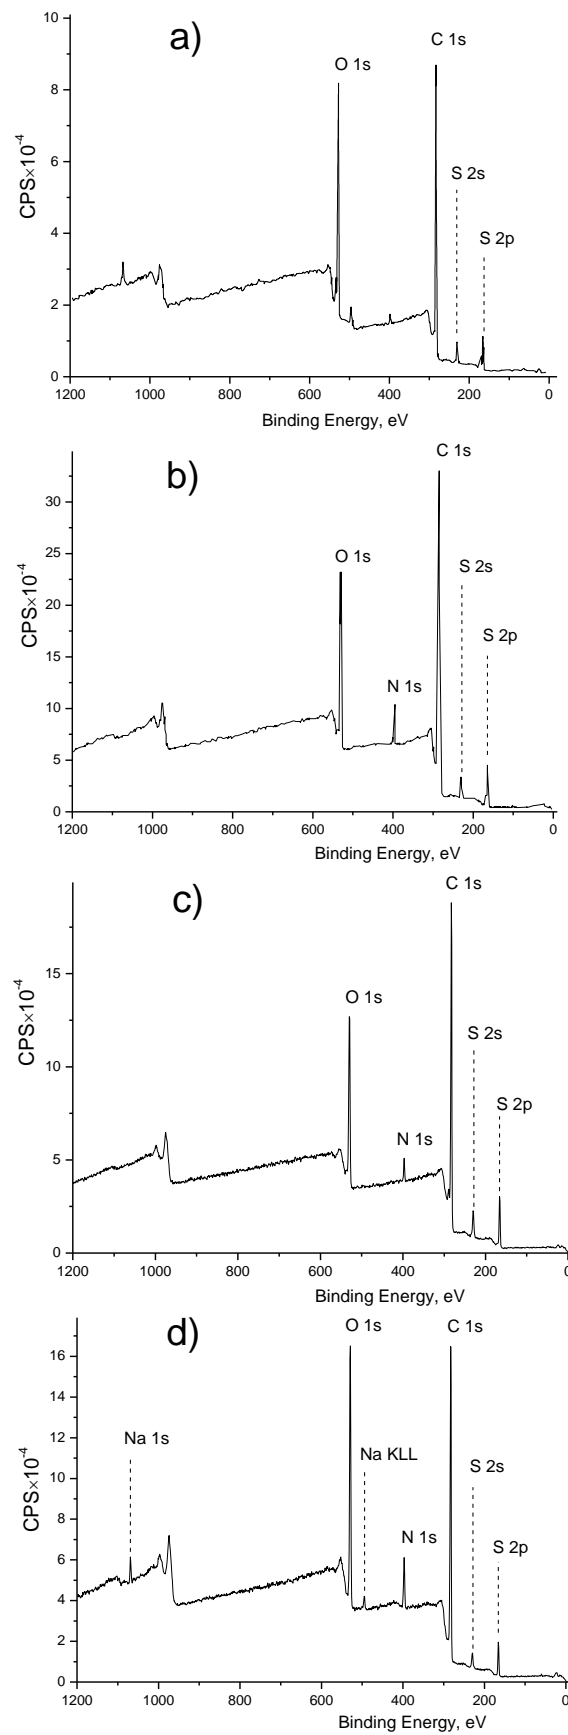 a)
C 1s
O 1s
S 2s
S 2p
CPS×10⁻⁴
10
8
6
4
2
0
1200 1000 800 600 400 200 0
Binding Energy, eV
b)
C 1s
O 1s
S 2s
S 2p
N 1s
CPS×10⁻⁴
30
25
20
15
10
5
0
1200 1000 800 600 400 200 0
Binding Energy, eV
c)
C 1s
O 1s
S 2s
S 2p
N 1s
CPS×10⁻⁴
15
10
5
0
1200 1000 800 600 400 200 0
Binding Energy, eV
d)
O 1s
C 1s
Na 1s
Na KLL
S 2s
N 1s
S 2p
CPS×10⁻⁴
16
14
12
10
8
6
4
2
0
1200 1000 800 600 400 200 0
Binding Energy, eV